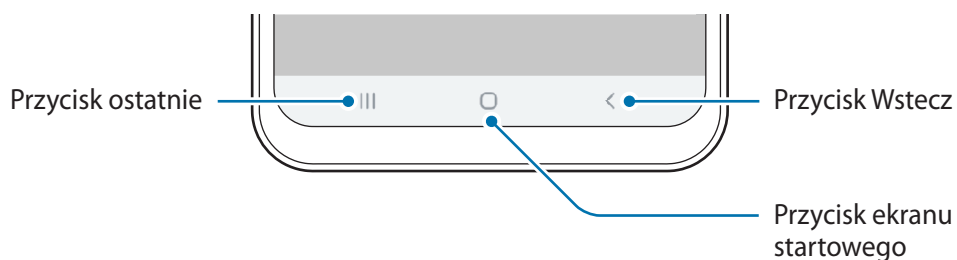 Przycisk ostatnie
Przycisk Wstecz
Przycisk ekranu
startowego